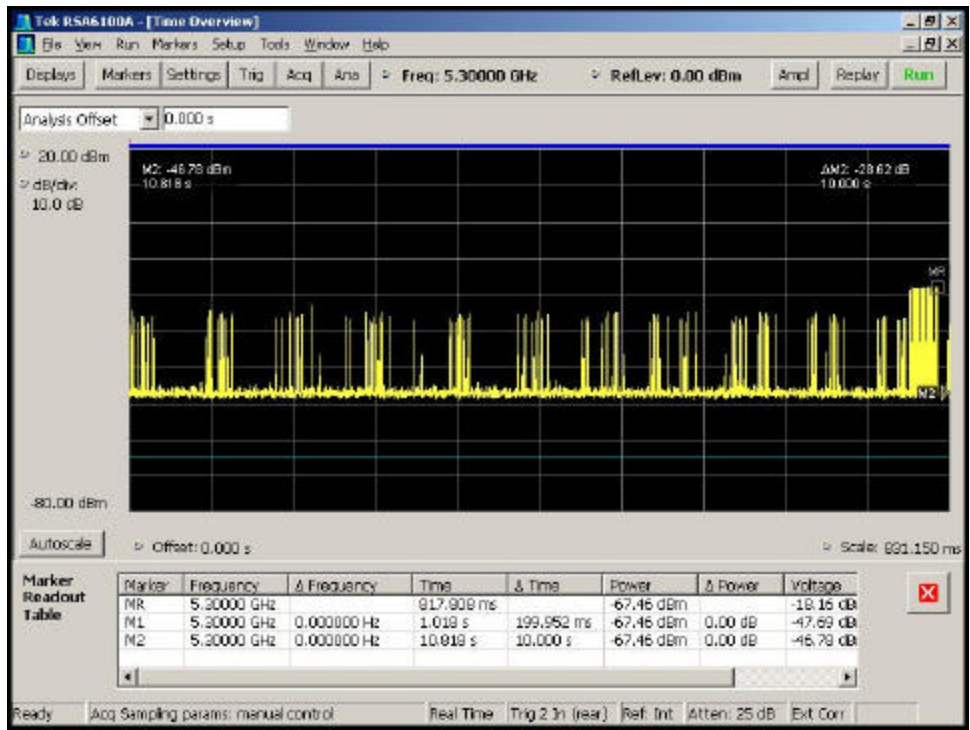 Tek RSA6100A - [Time Overview]
File View Run Markers Setup Tools Window Help
Displays Markers Settings Trig Acq Ana Freq: 5.30000 GHz RefLev: 0.00 dBm Ampl Replay Run
Analysis Offset 0.000 s
20.00 dBm
dB/div:
10.0 dB
M2: -46.78 dBm
10.818 s
ΔM2: -28.62 dB
10.000 s
MR
M2
-80.00 dBm
Autoscale Offset: 0.000 s Scale: 831.150 ms
Marker Readout Table
Marker Frequency Δ Frequency Time Δ Time Power Δ Power Voltage
MR 5.30000 GHz 817.808 ms -67.46 dBm -18.16 dB
M1 5.30000 GHz 0.000000 Hz 1.018 s 199.952 ms -67.46 dBm 0.00 dB -47.69 dB
M2 5.30000 GHz 0.000000 Hz 10.818 s 10.000 s -67.46 dBm 0.00 dB -46.78 dB
Ready Acq Sampling params: manual control Real Time Trig 2 In (rear) Ref: Int Atten: 25 dB Ext Corr